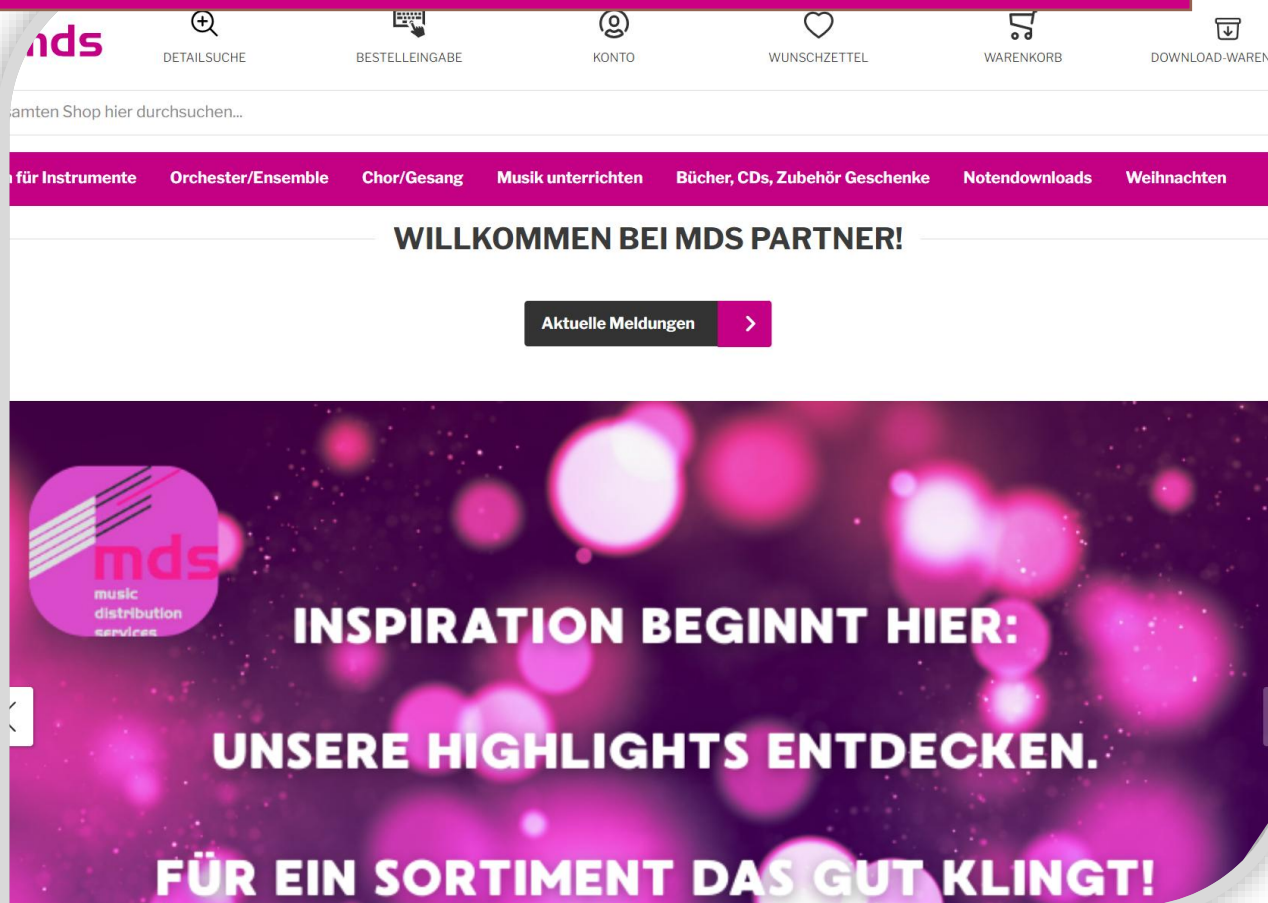 mds
DETAILSUCHE BESTELLEINGABE KONTO WUNSCHZETTEL WARENKORB DOWNLOAD-WAREN
samten Shop hier durchsuchen...
für Instrumente Orchester/Ensemble Chor/Gesang Musik unterrichten Bücher, CDs, Zubehör Geschenke Notendownloads Weihnachten
WILLKOMMEN BEI MDS PARTNER!
Aktuelle Meldungen
mds
music
distribution
services
INSPIRATION BEGINNT HIER:
UNSERE HIGHLIGHTS ENTDECKEN.
FÜR EIN SORTIMENT DAS GUT KLINGT!